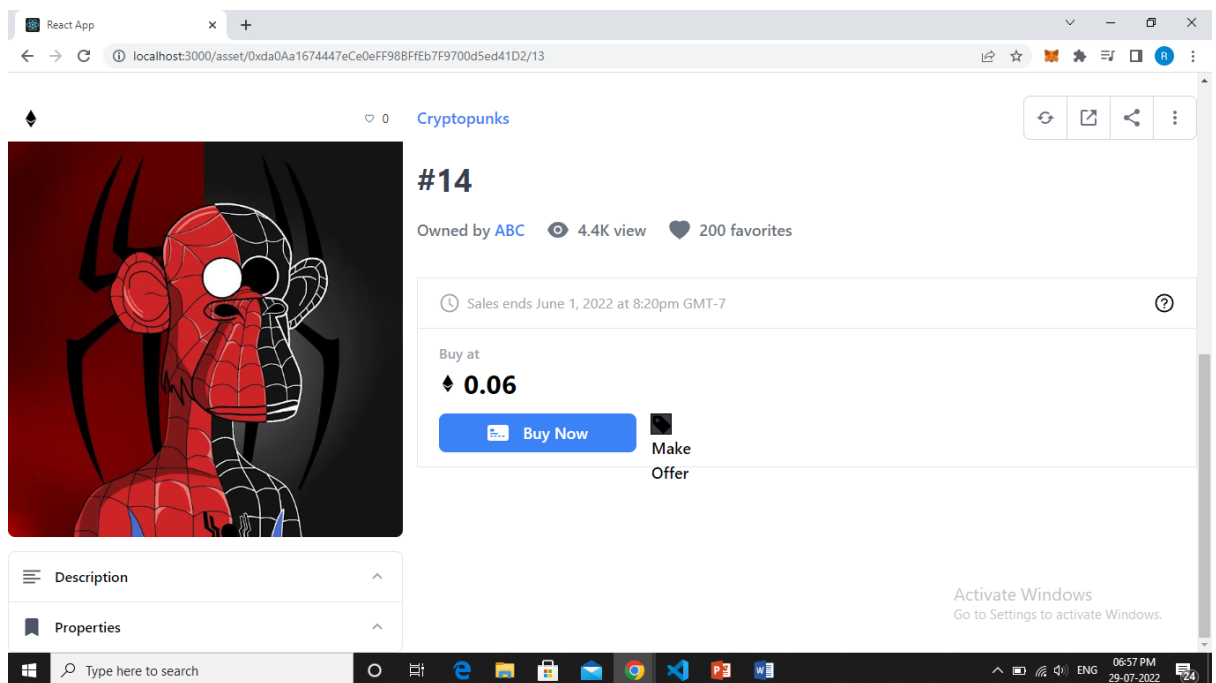 React App
localhost:3000/asset/0xda0Aa1674447eCe0eFF98BFfEb7F9700d5ed41D2/13
R
0
Cryptopunks
#14
Owned by ABC 4.4K view 200 favorites
Sales ends June 1, 2022 at 8:20pm GMT-7
Buy at
0.06
Buy Now
Make
Offer
Description
Properties
Activate Windows
Go to Settings to activate Windows.
Type here to search
ENG
06:57 PM
29-07-2022
24